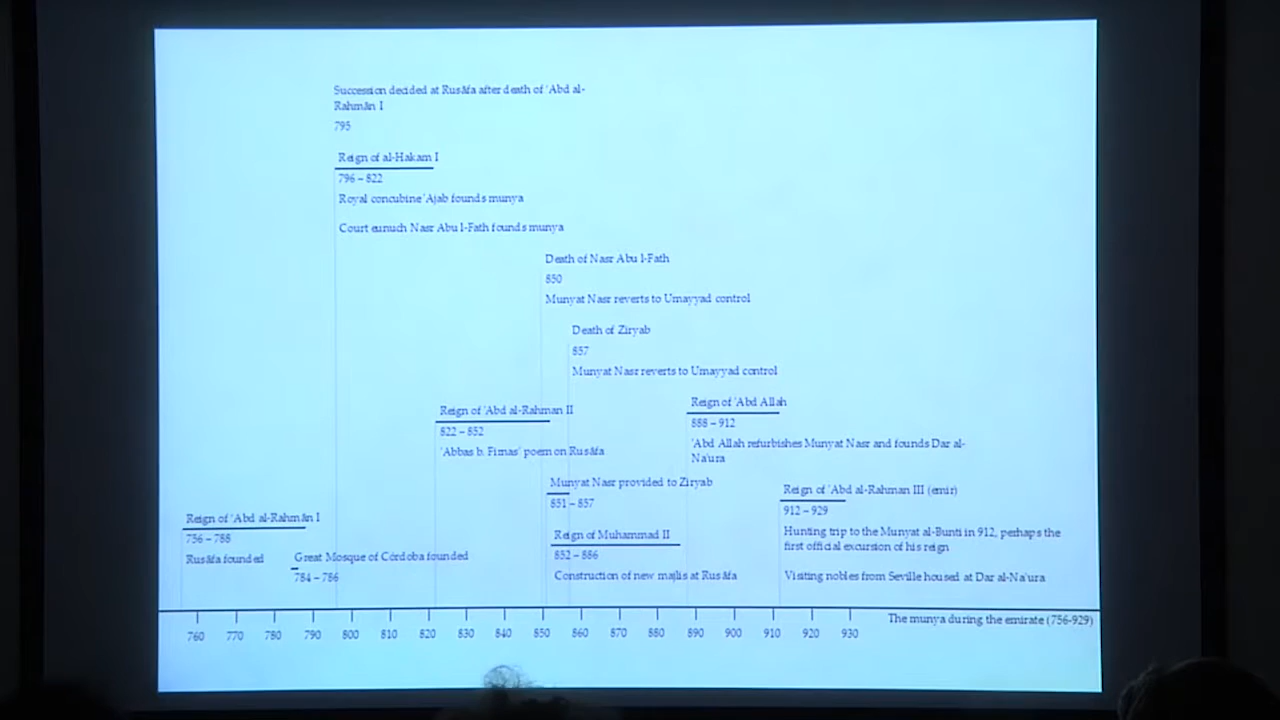 Succession decided at Rusāfa after death of 'Abd al-
Rahmān I
795
Reign of al-Hakam I
796 – 822
Royal concubine 'Ajab founds munya
Court eunuch Nasr Abu l-Fath founds munya
Death of Nasr Abu l-Fath
850
Munyat Nasr reverts to Umayyad control
Death of Ziryab
857
Munyat Nasr reverts to Umayyad control
Reign of 'Abd Allah
888 – 912
'Abd Allah refurbishes Munyat Nasr and founds Dar al-
Na'ura
Reign of 'Abd al-Rahman II
822 – 852
'Abbas b. Firnas' poem on Rusāfa
Munyat Nasr provided to Ziryab
851 – 857
Reign of 'Abd al-Rahman III (emir)
912 – 929
Hunting trip to the Munyat al-Bunti in 912, perhaps the
first official excursion of his reign
Visiting nobles from Seville housed at Dar al-Na'ura
Reign of Muhammad II
852 – 886
Construction of new majlis at Rusāfa
Reign of 'Abd al-Rahmān I
756 – 788
Rusāfa founded
Great Mosque of Córdoba founded
784 – 786
The munya during the emirate (756-929)
760 770 780 790 800 810 820 830 840 850 860 870 880 890 900 910 920 930